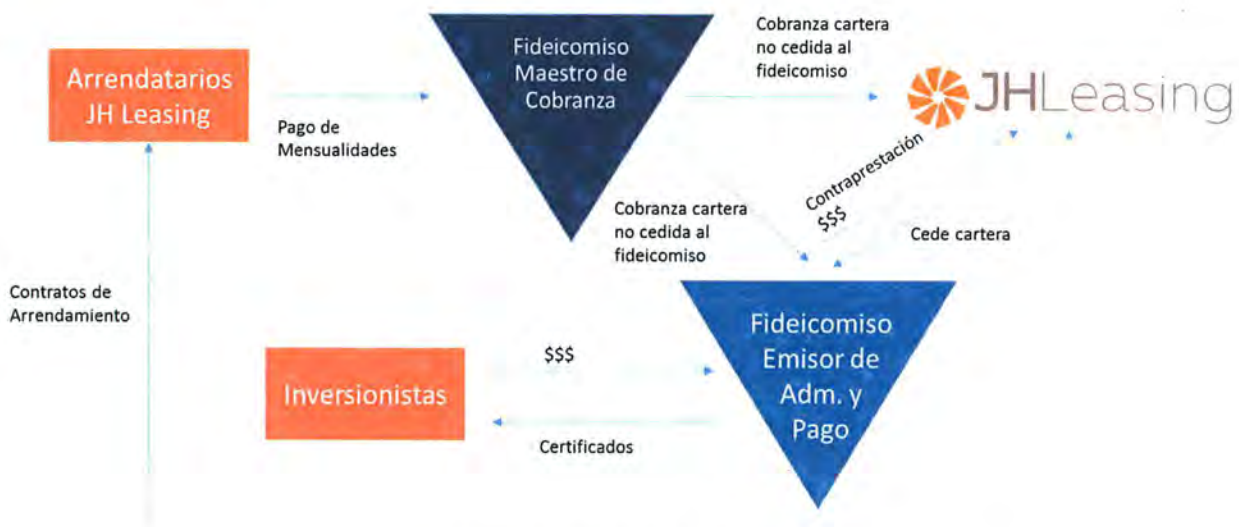 Arrendatarios
JH Leasing
Pago de
Mensualidades
Fideicomiso
Maestro de
Cobranza
Cobranza cartera
no cedida al
fideicomiso
JHLeasing
Contraprestación
$$$
Cobranza cartera
no cedida al
fideicomiso
Cede cartera
Contratos de
Arrendamiento
Inversionistas
$$$
Certificados
Fideicomiso
Emisor de
Adm. y
Pago